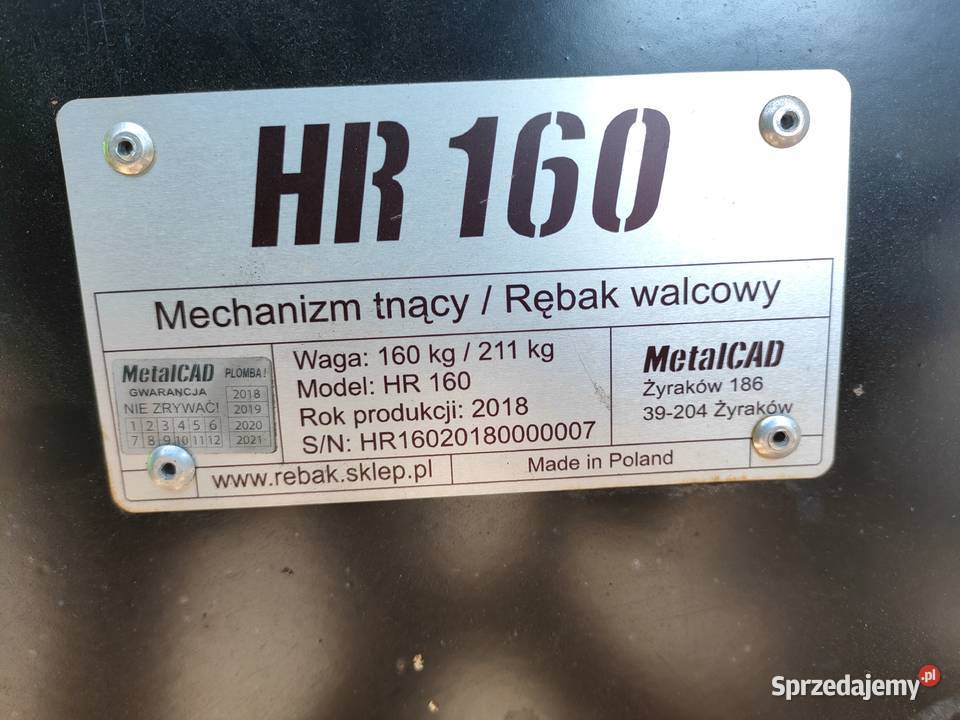 HR 160
Mechanizm tnący / Rębak walcowy
MetalCAD PLOMBA!
GWARANCJA
NIE ZRYWAĆ!
1 2 3 4 5 6
7 8 9 10 11 12
2018
2019
2020
2021
Waga: 160 kg / 211 kg
Model: HR 160
Rok produkcji: 2018
S/N: HR16020180000007
MetalCAD
Żyraków 186
39-204 Żyraków
www.rebak.sklep.pl
Made in Poland
Sprzedajemy.pl